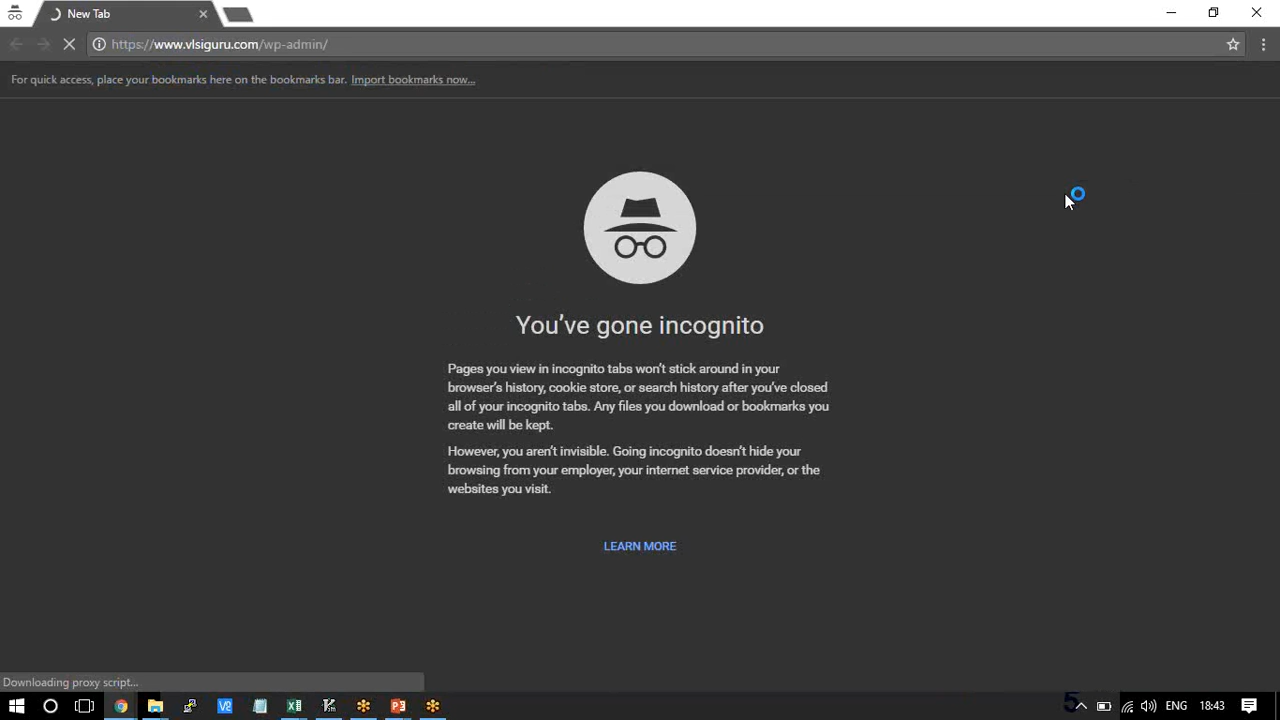 New Tab
https://www.vlsiguru.com/wp-admin/
For quick access, place your bookmarks here on the bookmarks bar. Import bookmarks now...
You've gone incognito
Pages you view in incognito tabs won't stick around in your
browser's history, cookie store, or search history after you've closed
all of your incognito tabs. Any files you download or bookmarks you
create will be kept.
However, you aren't invisible. Going incognito doesn't hide your
browsing from your employer, your internet service provider, or the
websites you visit.
LEARN MORE
Downloading proxy script...
ENG
18:43